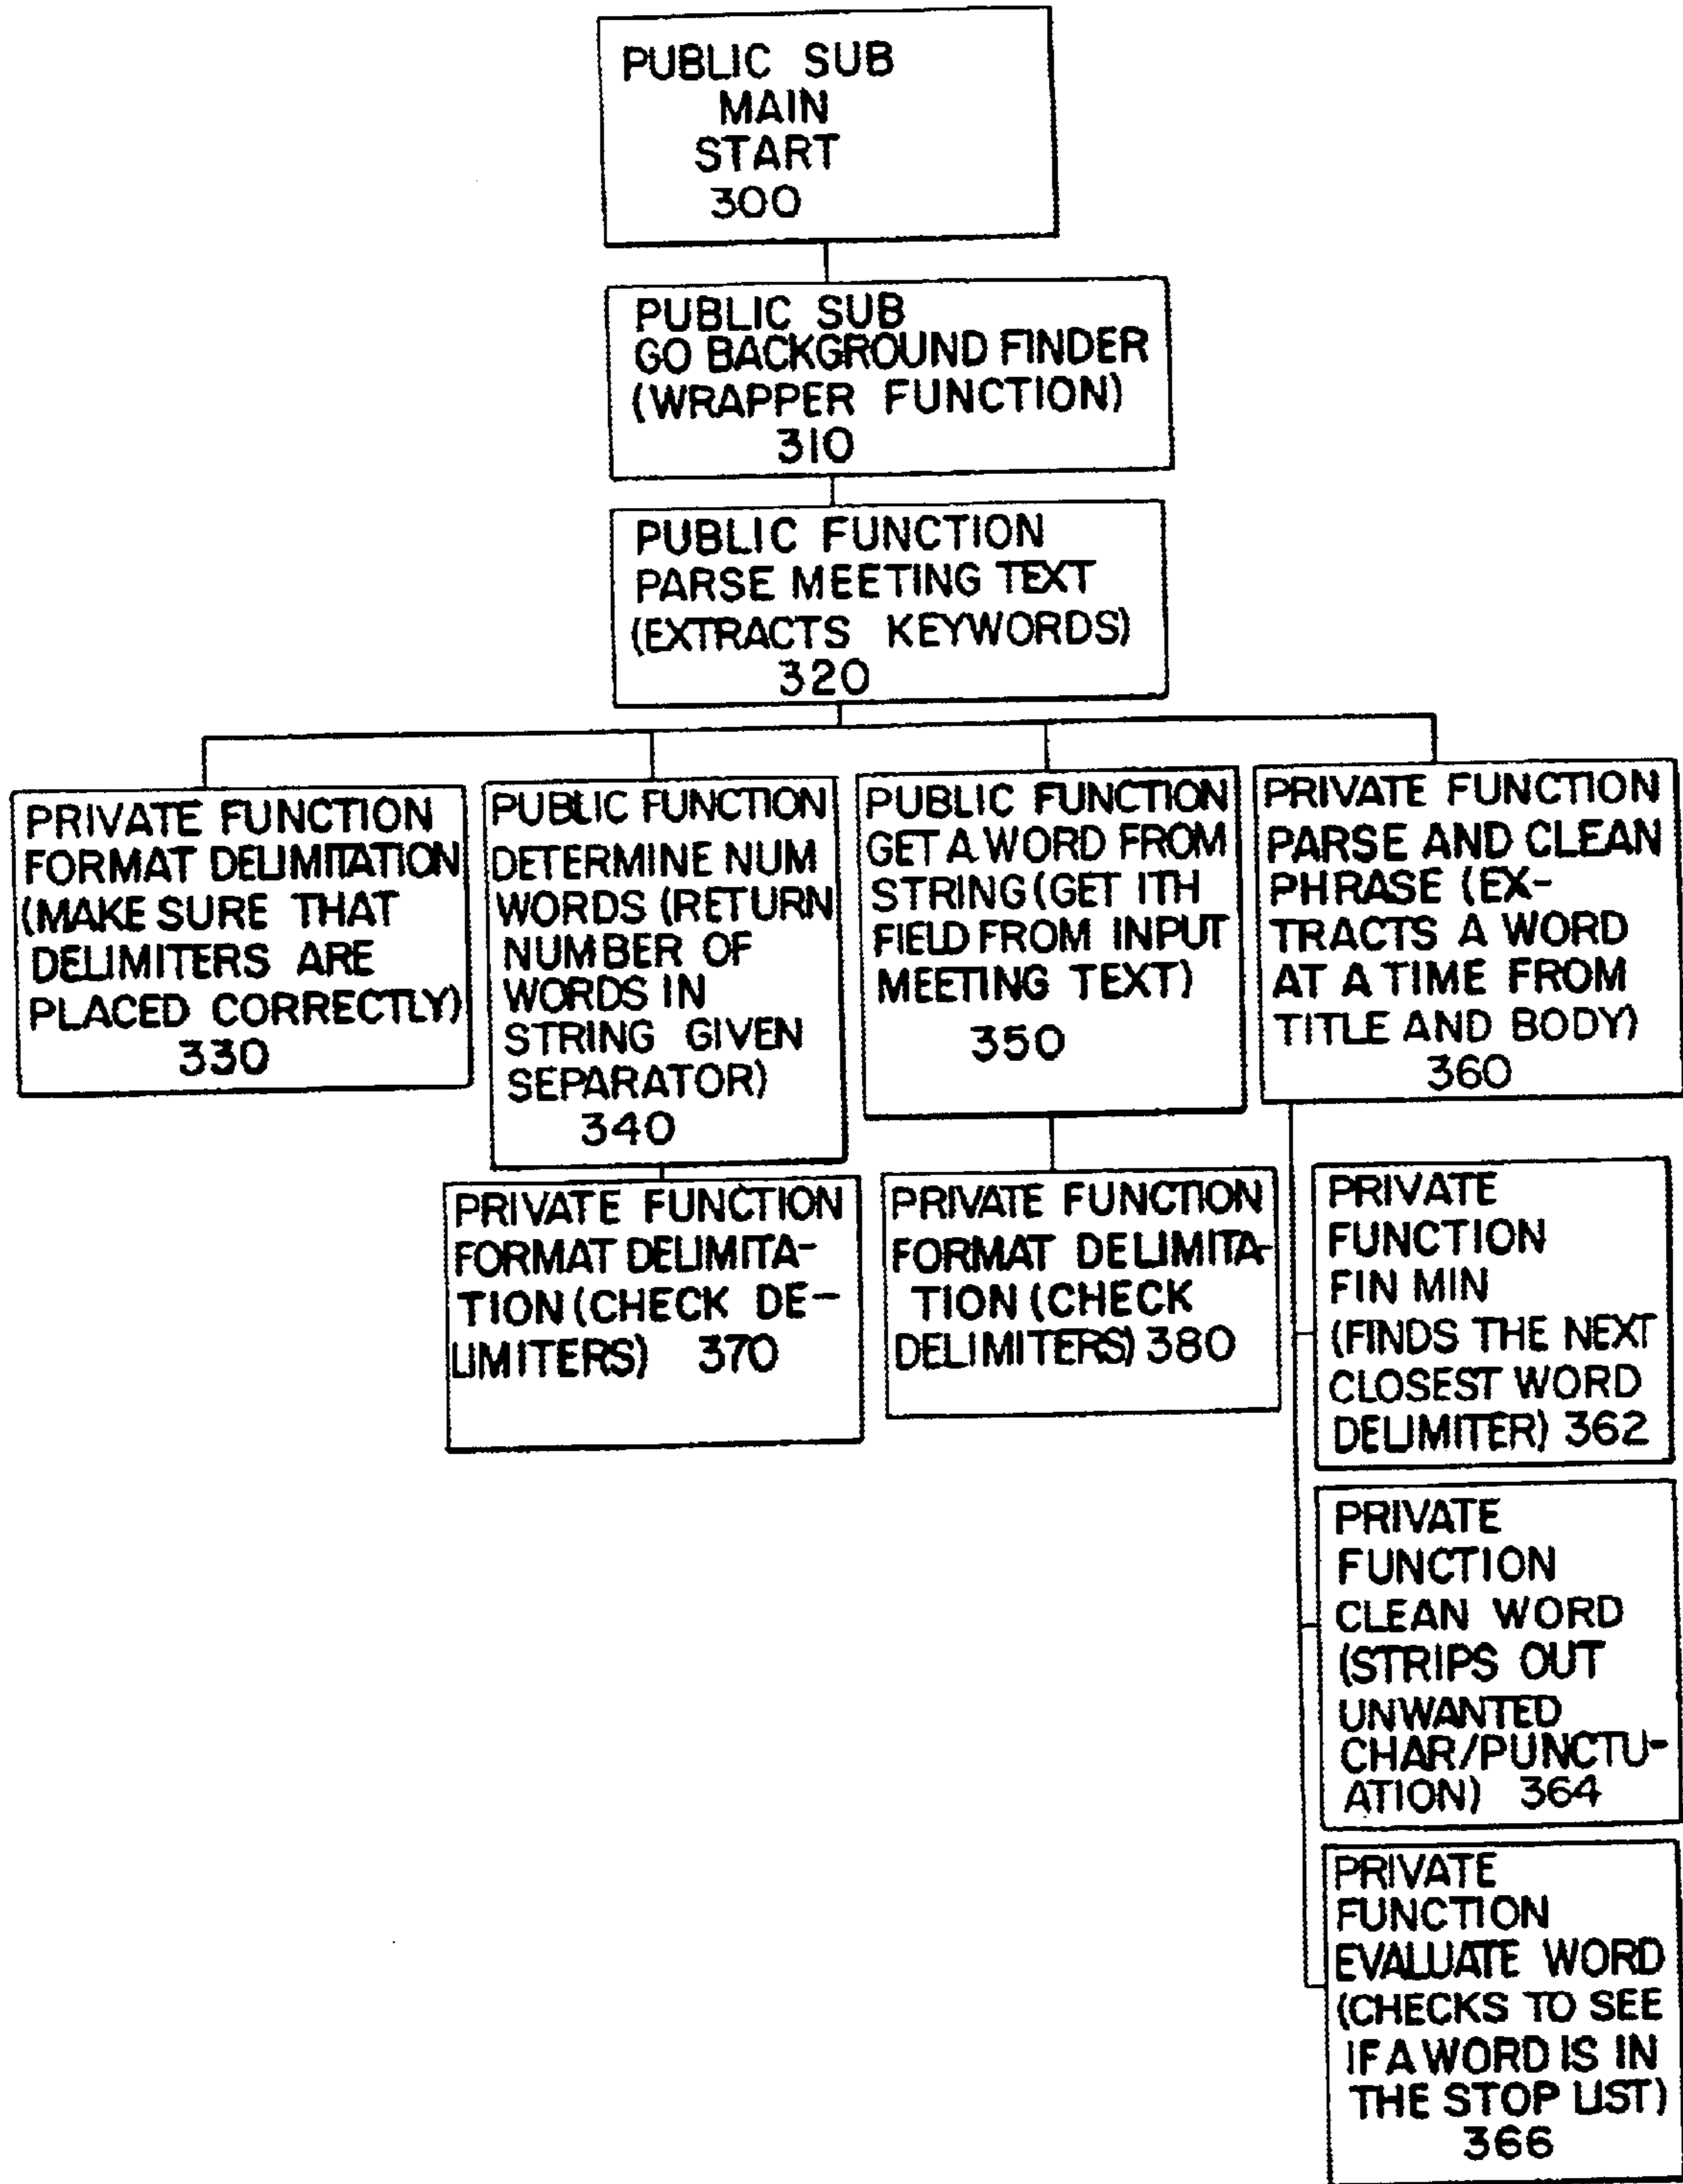 PUBLIC SUB
MAIN
START
300
PUBLIC SUB
GO BACKGROUND FINDER
(WRAPPER FUNCTION)
310
PUBLIC FUNCTION
PARSE MEETING TEXT
(EXTRACTS KEYWORDS)
320
PRIVATE FUNCTION
FORMAT DELIMITATION
(MAKE SURE THAT
DELIMITERS ARE
PLACED CORRECTLY)
330
PUBLIC FUNCTION
DETERMINE NUM
WORDS (RETURN
NUMBER OF
WORDS IN
STRING GIVEN
SEPARATOR)
340
PUBLIC FUNCTION
GET A WORD FROM
STRING (GET ITH
FIELD FROM INPUT
MEETING TEXT)
350
PRIVATE FUNCTION
PARSE AND CLEAN
PHRASE (EX-
TRACTS A WORD
AT A TIME FROM
TITLE AND BODY)
360
PRIVATE FUNCTION
FORMAT DELIMITA-
TION (CHECK DE-
LIMITERS) 370
PRIVATE FUNCTION
FORMAT DELIMITA-
TION (CHECK
DELIMITERS) 380
PRIVATE
FUNCTION
FIN MIN
(FINDS THE NEXT
CLOSEST WORD
DELIMITER) 362
PRIVATE
FUNCTION
CLEAN WORD
(STRIPS OUT
UNWANTED
CHAR/PUNCTU-
ATION) 364
PRIVATE
FUNCTION
EVALUATE WORD
(CHECKS TO SEE
IF A WORD IS IN
THE STOP LIST)
366